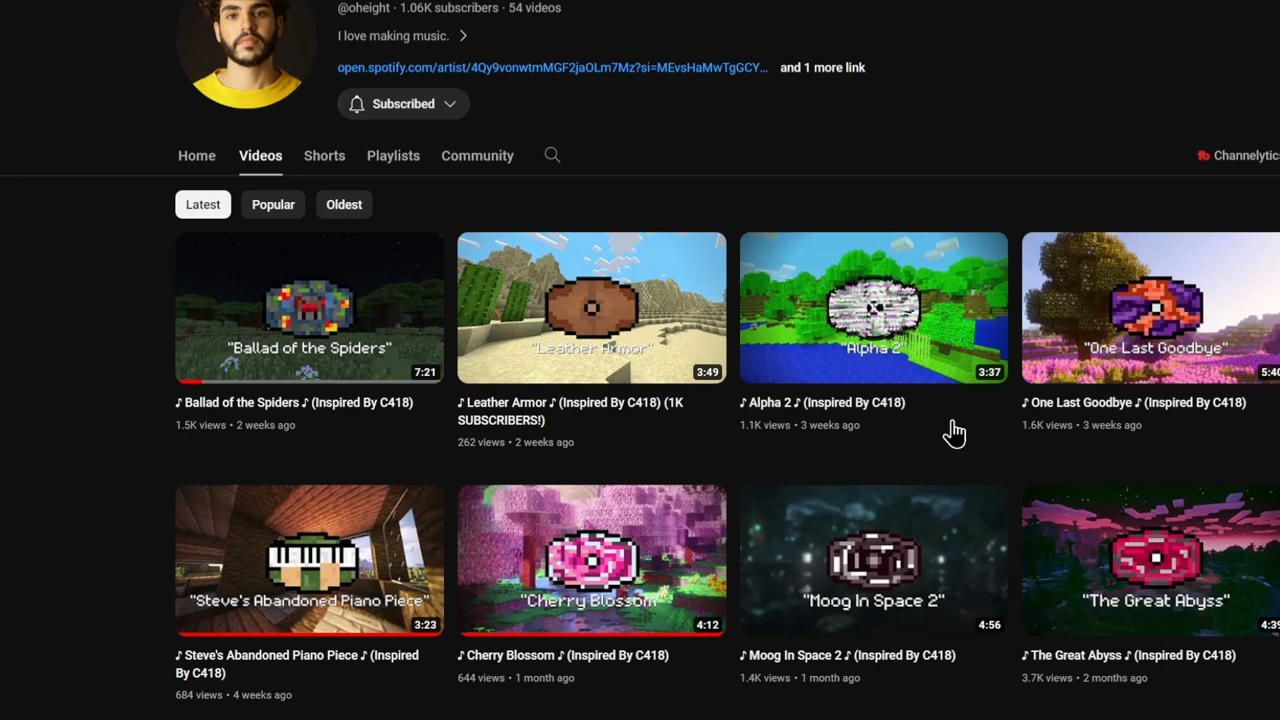 @oheight · 1.06K subscribers · 54 videos
I love making music.
open.spotify.com/artist/4Qy9vonwtmMGF2jaOLm7Mz?si=MEvsHaMwTgGCY... and 1 more link
Subscribed
Home Videos Shorts Playlists Community
Channelytic
Latest Popular Oldest
"Ballad of the Spiders" "Leather Armor" "Alpha 2" "One Last Goodbye"
7:21 3:49 3:37 5:40
♪ Ballad of the Spiders ♪ (Inspired By C418)
1.5K views • 2 weeks ago
♪ Leather Armor ♪ (Inspired By C418) (1K
SUBSCRIBERS!)
262 views • 2 weeks ago
♪ Alpha 2 ♪ (Inspired By C418)
1.1K views • 3 weeks ago
♪ One Last Goodbye ♪ (Inspired By C418)
1.6K views • 3 weeks ago
"Steve's Abandoned Piano Piece" "Cherry Blossom" "Moog In Space 2" "The Great Abyss"
3:23 4:12 4:56 4:39
♪ Steve's Abandoned Piano Piece ♪ (Inspired
By C418)
684 views • 4 weeks ago
♪ Cherry Blossom ♪ (Inspired By C418)
644 views • 1 month ago
♪ Moog In Space 2 ♪ (Inspired By C418)
1.4K views • 1 month ago
♪ The Great Abyss ♪ (Inspired By C418)
3.7K views • 2 months ago